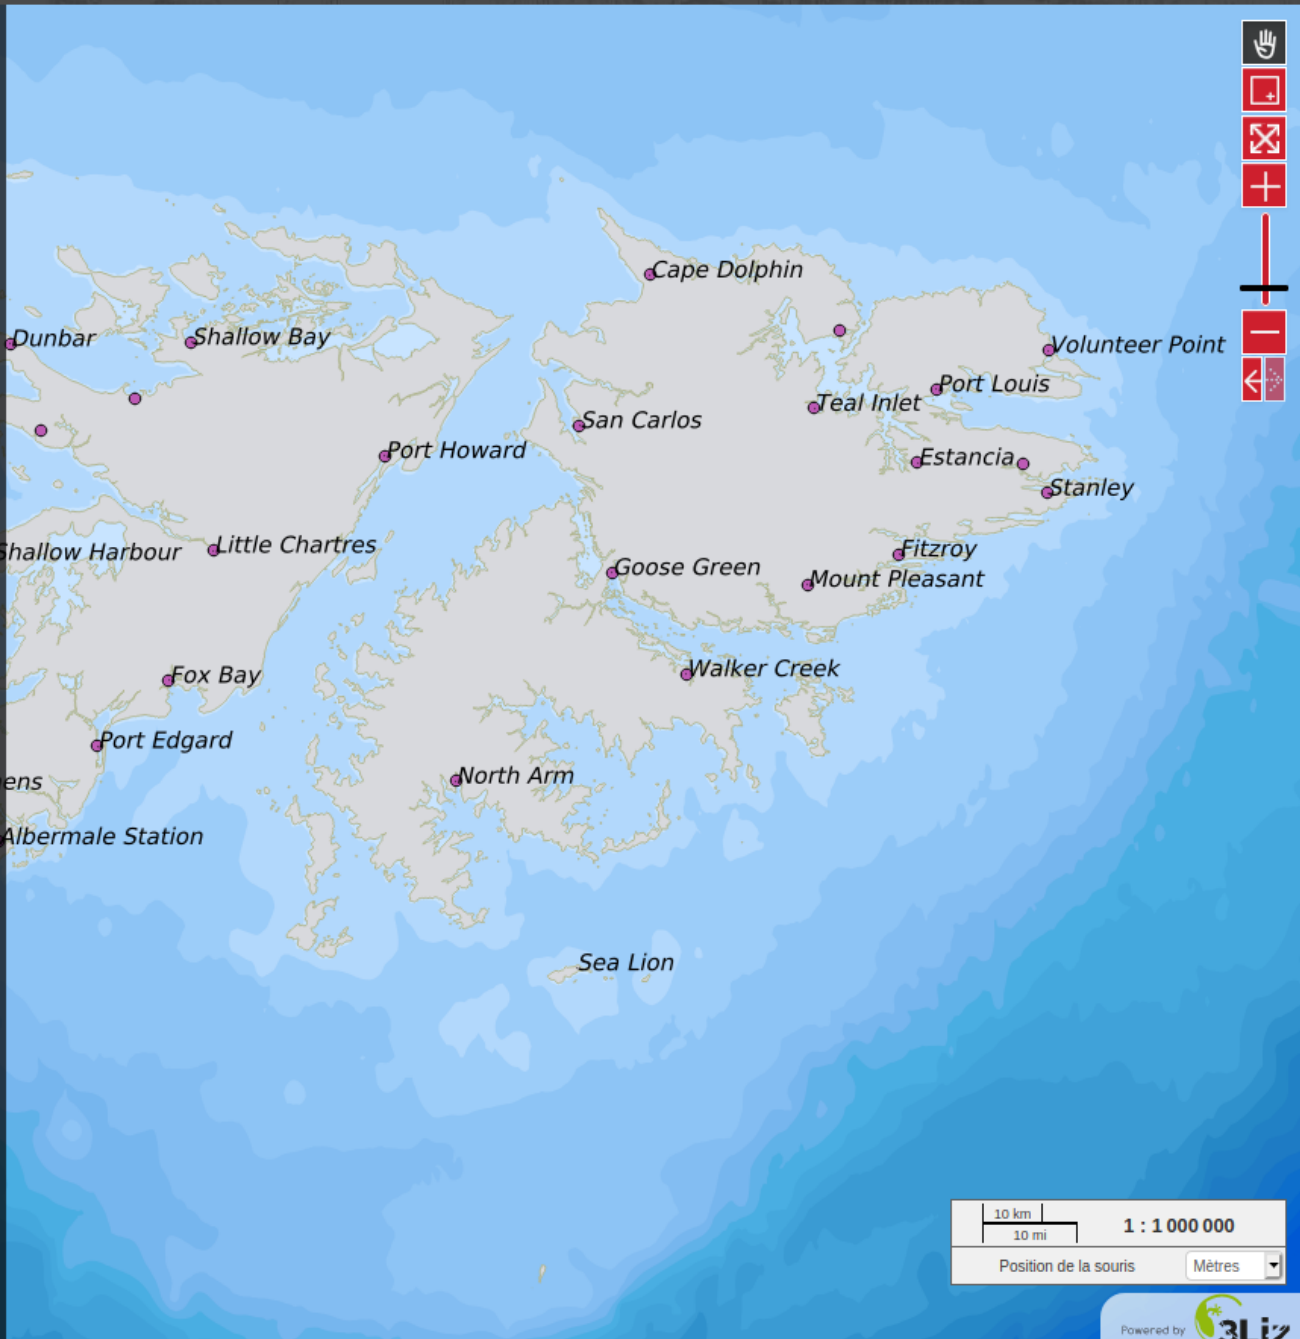 Cape Dolphin
Dunbar
Shallow Bay
Volunteer Point
Port Louis
Teal Inlet
San Carlos
Port Howard
Estancia
Stanley
Little Chartres
Shallow Harbour
Fitzroy
Goose Green
Mount Pleasant
Walker Creek
Fox Bay
Port Edgard
North Arm
ens
Albermale Station
Sea Lion
10 km
10 mi
1 : 1 000 000
Position de la souris
Mètres
Powered by
3Liz